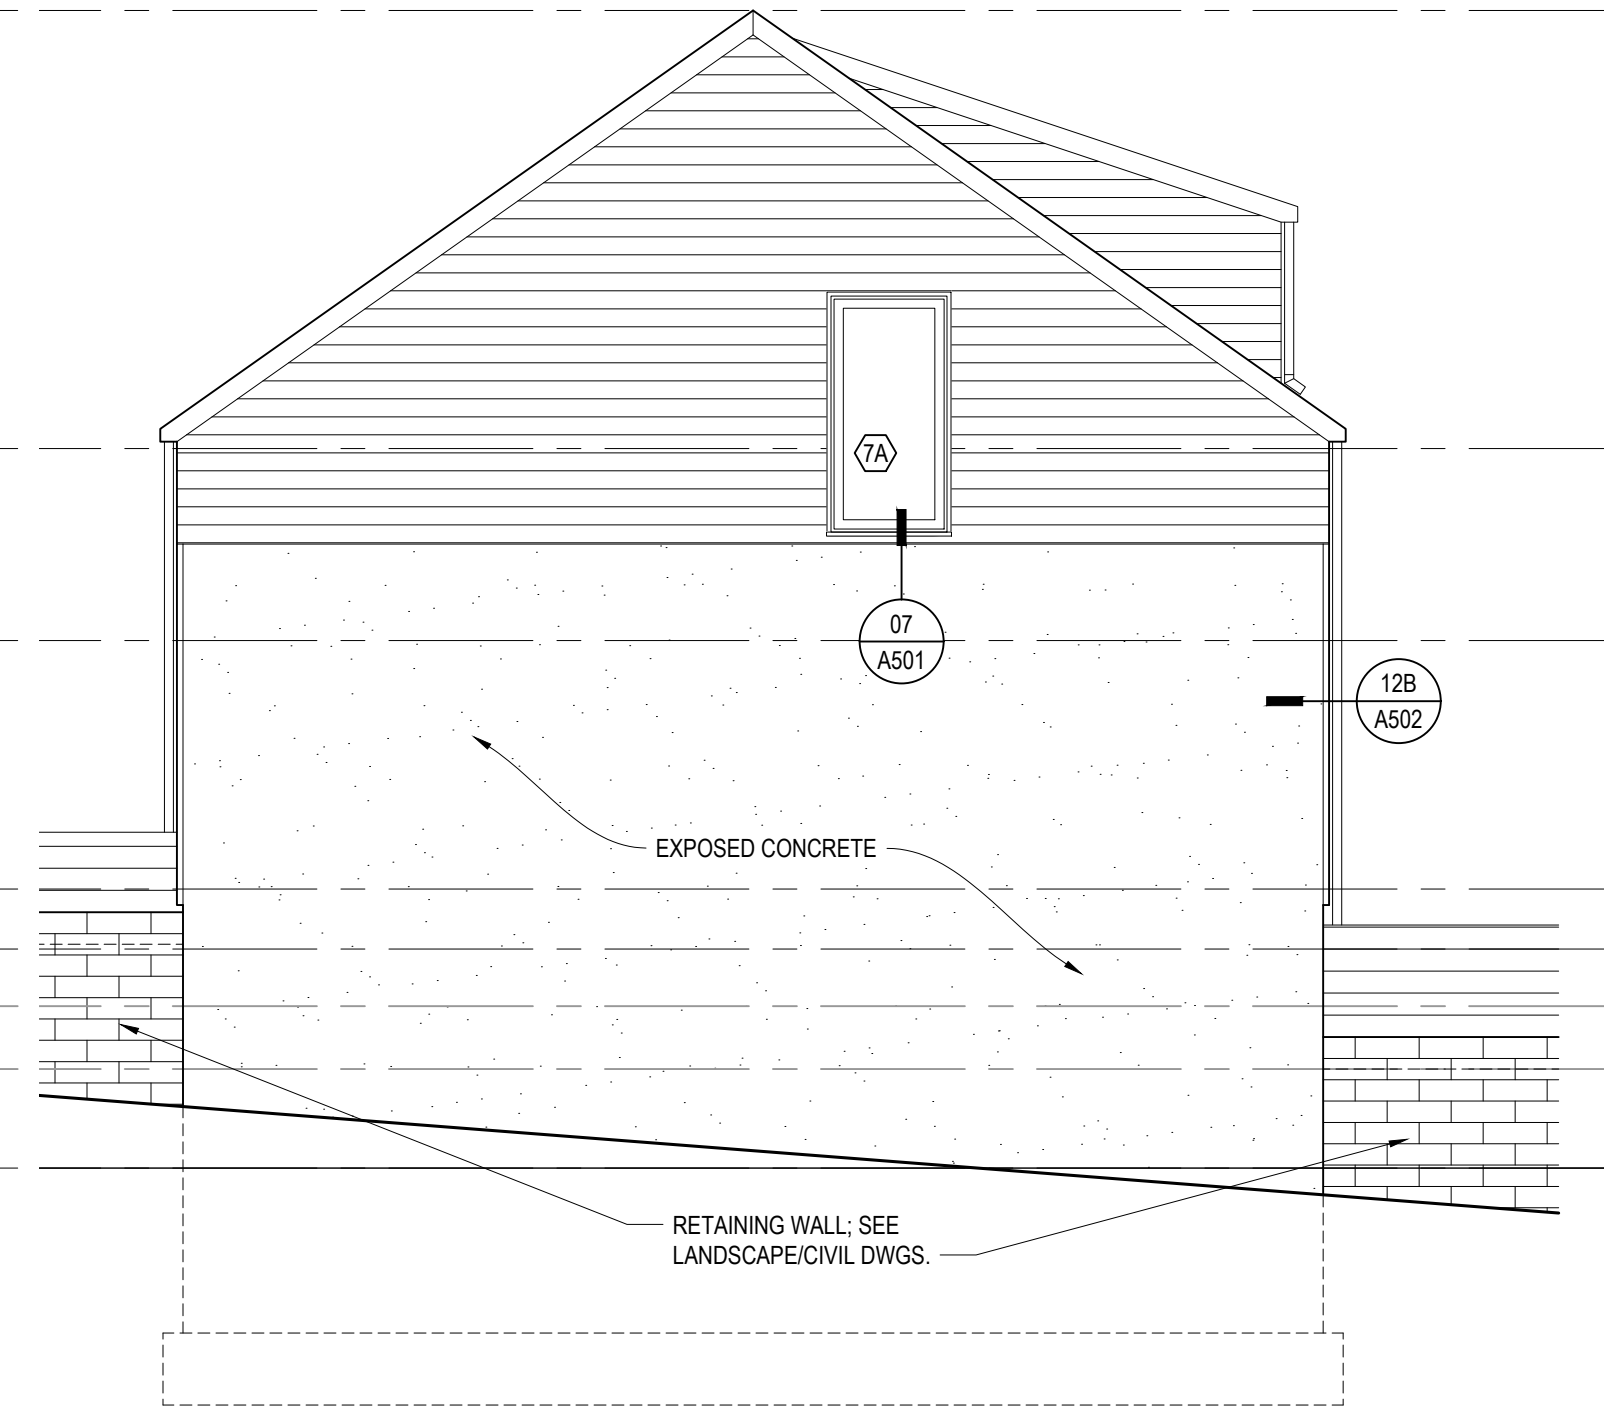 7A
07
A501
12B
A502
EXPOSED CONCRETE
RETAINING WALL; SEE
LANDSCAPE/CIVIL DWGS.